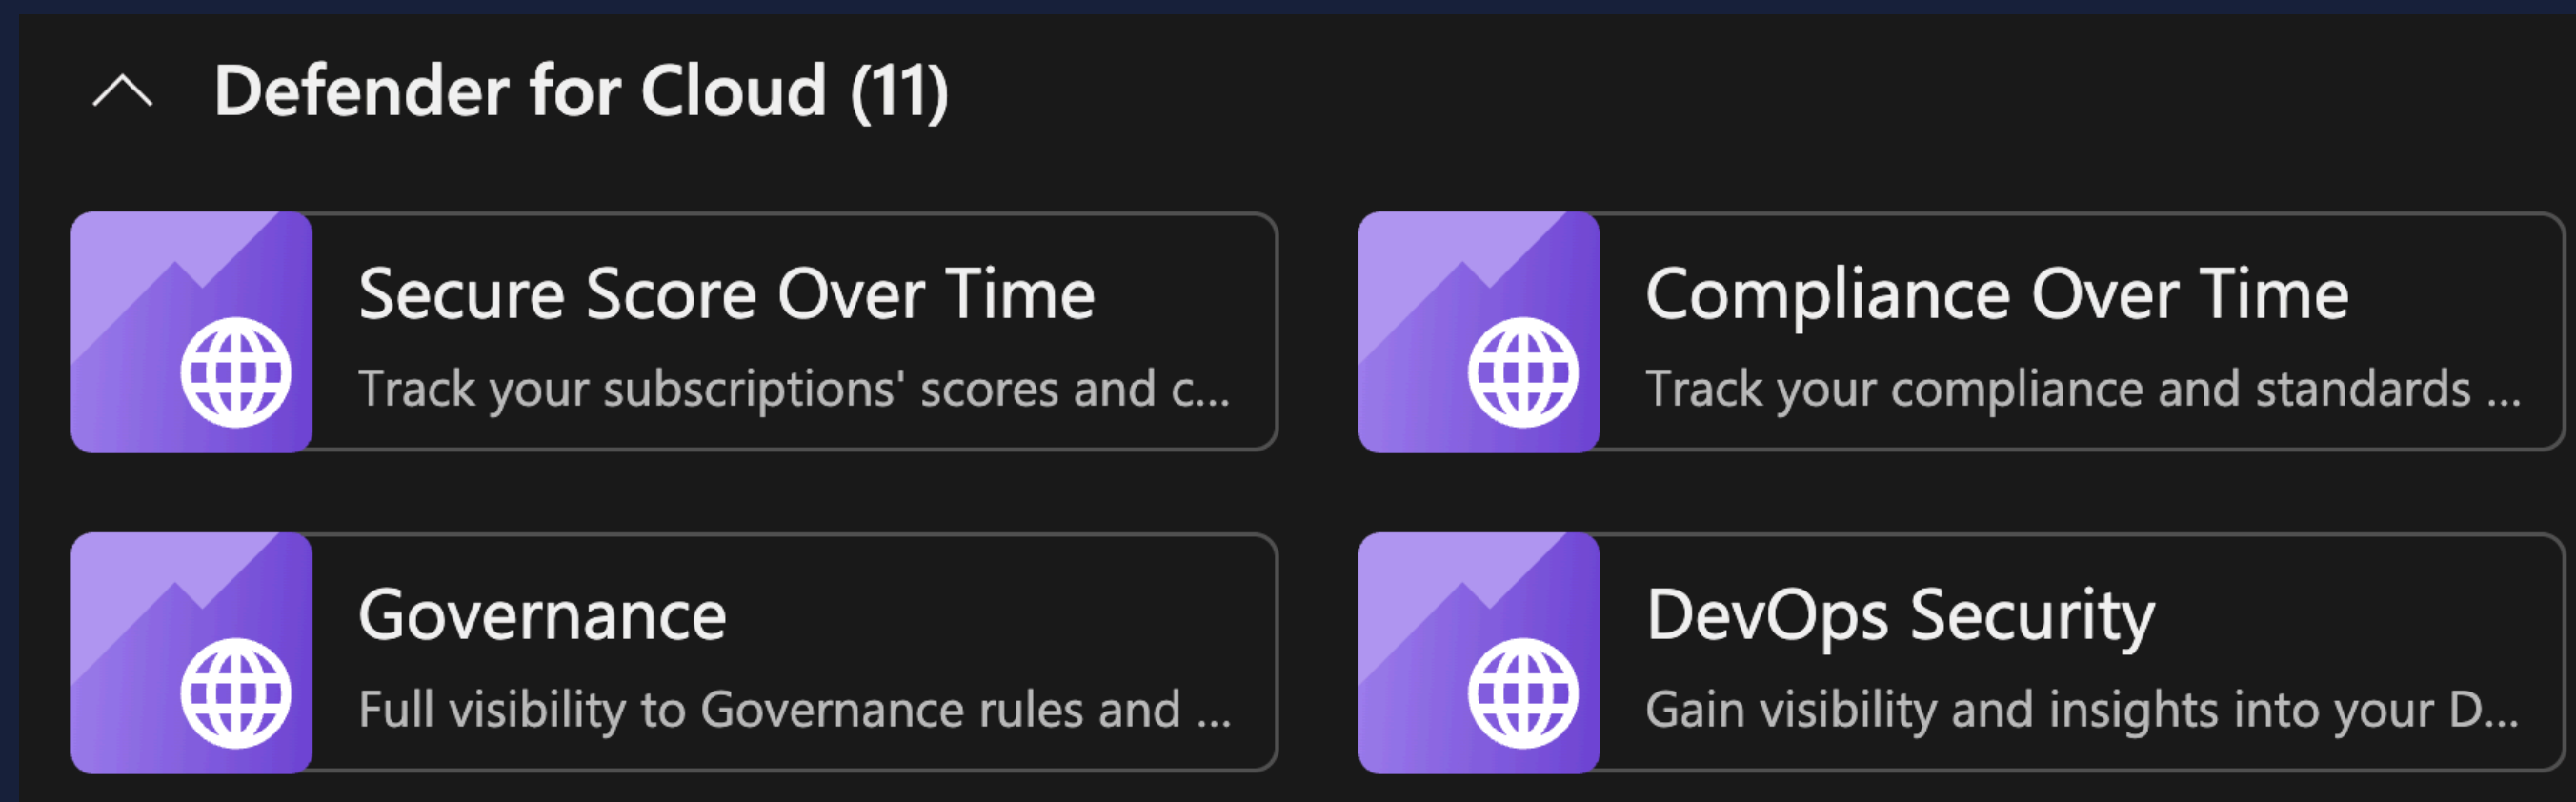 Defender for Cloud (11)
Secure Score Over Time
Track your subscriptions' scores and c...
Compliance Over Time
Track your compliance and standards ...
Governance
Full visibility to Governance rules and ...
DevOps Security
Gain visibility and insights into your D...